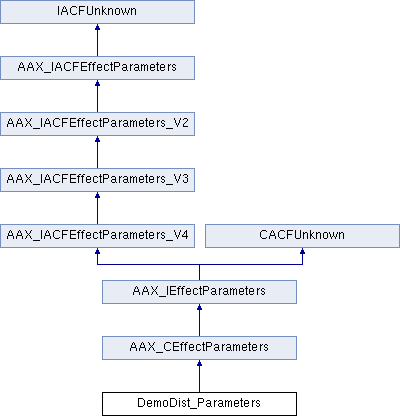 IACFUnknown
AAX_IACFEffectParameters
AAX_IACFEffectParameters_V2
AAX_IACFEffectParameters_V3
AAX_IACFEffectParameters_V4
CACFUnknown
AAX_IEffectParameters
AAX_CEffectParameters
DemoDist_Parameters